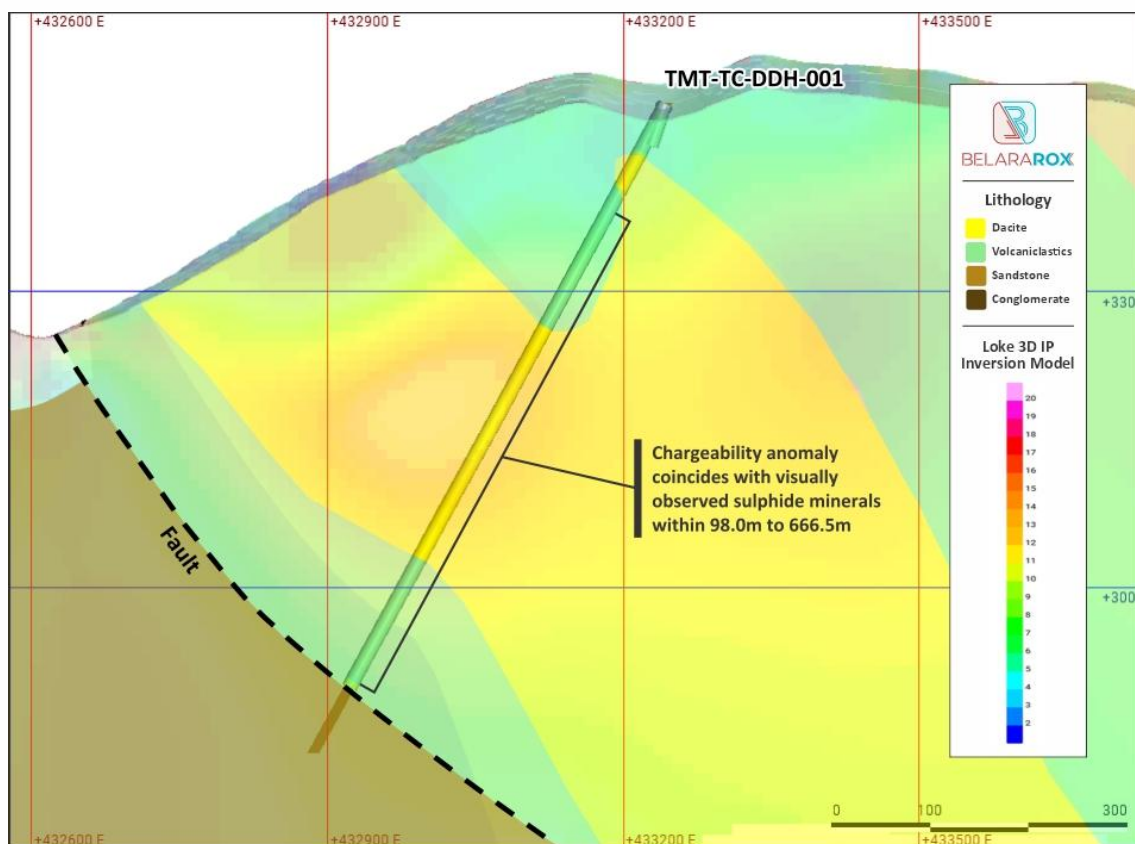 +432600 E
+432900 E
+433200 E
+433500 E
TMT-TC-DDH-001
BELARAROX
Lithology
Dacite
Volcaniclastics
Sandstone
Conglomerate
+330
Loke 3D IP
Inversion Model
20
19
18
17
16
15
14
13
12
11
10
9
8
7
6
5
4
3
2
Chargeability anomaly
coincides with visually
observed sulphide minerals
within 98.0m to 666.5m
Fault
+300
0
100
300
+432600 E
+432900 E
+433200 E
+433500 E